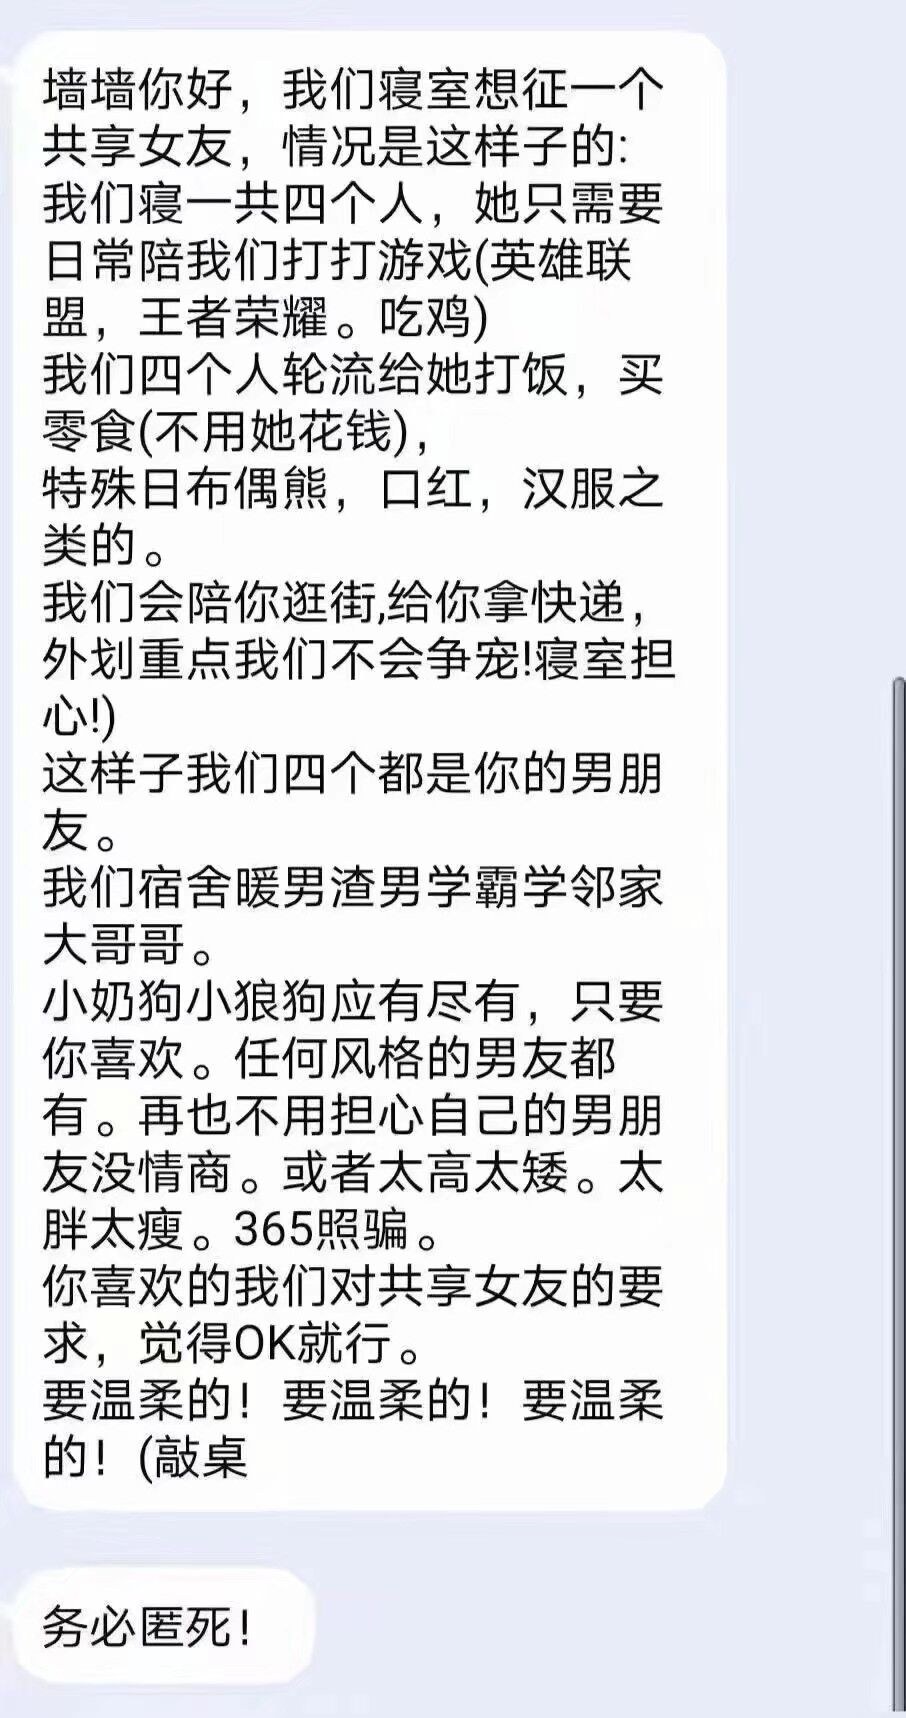 墙墙你好，我们寝室想征一个
共享女友，情况是这样子的:
我们寝一共四个人，她只需要
日常陪我们打打游戏(英雄联
盟，王者荣耀。吃鸡)
我们四个人轮流给她打饭，买
零食(不用她花钱)，
特殊日布偶熊，口红，汉服之
类的。
我们会陪你逛街,给你拿快递，
外划重点我们不会争宠!寝室担
心!)
这样子我们四个都是你的男朋
友。
我们宿舍暖男渣男学霸学邻家
大哥哥。
小奶狗小狼狗应有尽有，只要
你喜欢。任何风格的男友都
有。再也不用担心自己的男朋
友没情商。或者太高太矮。太
胖太瘦。365照骗。
你喜欢的我们对共享女友的要
求，觉得OK就行。
要温柔的！要温柔的！要温柔
的！(敲桌
务必匿死！